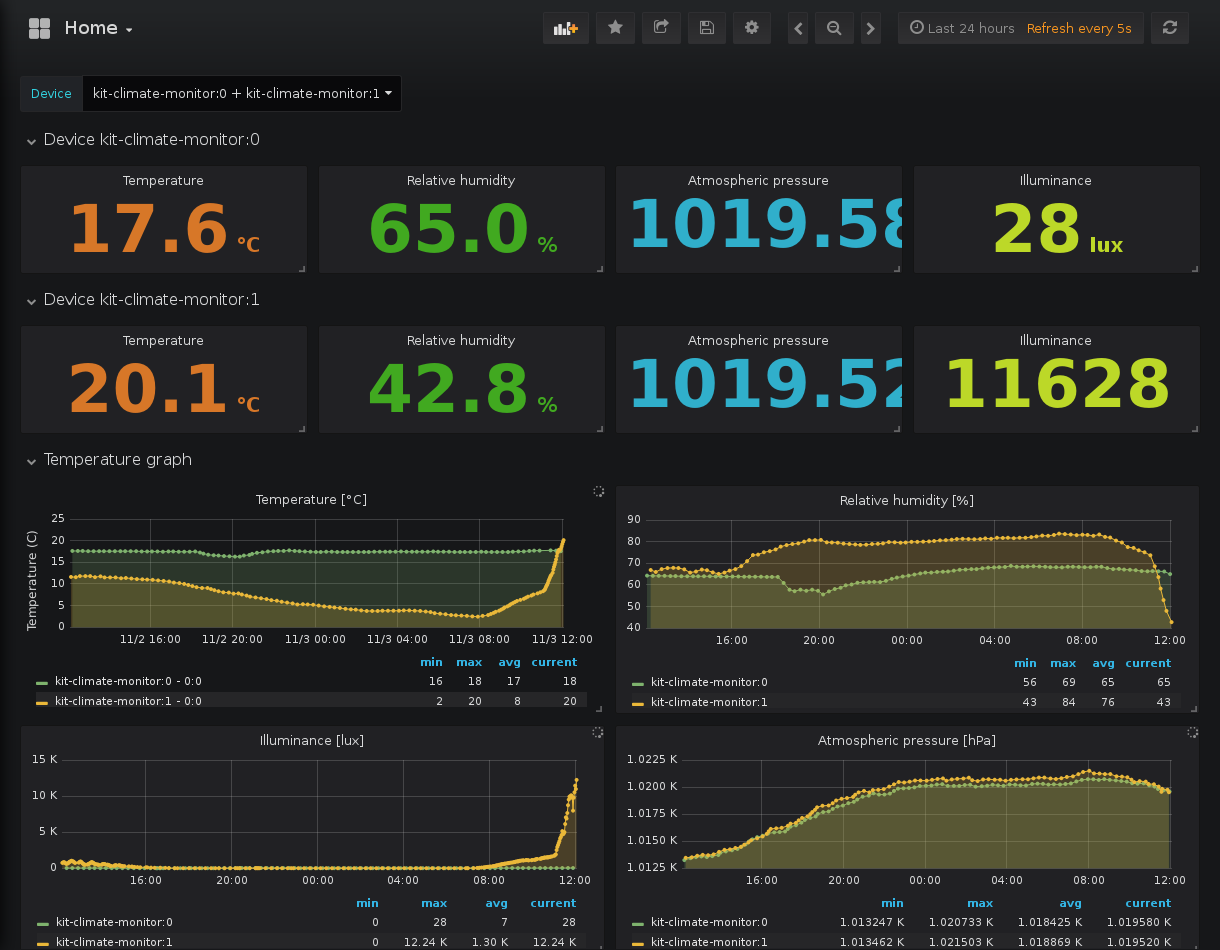 Home
Last 24 hours Refresh every 5s
Device kit-climate-monitor:0 + kit-climate-monitor:1
Device kit-climate-monitor:0
Temperature Relative humidity Atmospheric pressure Illuminance
17.6 °C 65.0 % 1019.58 28 lux
Device kit-climate-monitor:1
Temperature Relative humidity Atmospheric pressure Illuminance
20.1 °C 42.8 % 1019.52 11628
Temperature graph
Temperature [°C]
Temperature (C)
25
20
15
10
5
0
11/2 16:00 11/2 20:00 11/3 00:00 11/3 04:00 11/3 08:00 11/3 12:00
min max avg current
kit-climate-monitor:0 - 0:0 16 18 17 18
kit-climate-monitor:1 - 0:0 2 20 8 20
Relative humidity [%]
90
80
70
60
50
40
16:00 20:00 00:00 04:00 08:00 12:00
min max avg current
kit-climate-monitor:0 56 69 65 65
kit-climate-monitor:1 43 84 76 43
Illuminance [lux]
15 K
10 K
5 K
0
16:00 20:00 00:00 04:00 08:00 12:00
min max avg current
kit-climate-monitor:0 0 28 7 28
kit-climate-monitor:1 0 12.24 K 1.30 K 12.24 K
Atmospheric pressure [hPa]
1.0225 K
1.0200 K
1.0175 K
1.0150 K
1.0125 K
16:00 20:00 00:00 04:00 08:00 12:00
min max avg current
kit-climate-monitor:0 1.013247 K 1.020733 K 1.018425 K 1.019580 K
kit-climate-monitor:1 1.013462 K 1.021503 K 1.018869 K 1.019520 K